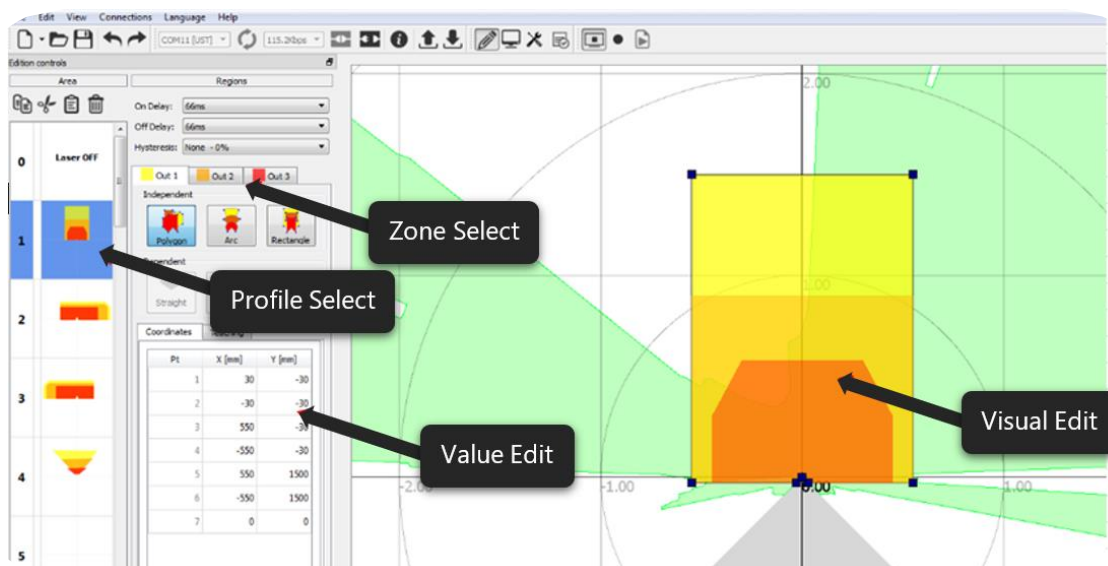 Edit View Connections Language Help
COM11 [UST] 115.2Kbps
Edition controls
Area Regions
On Delay: 66ms
Off Delay: 66ms
Hysteresis: None - 0%
0 Laser OFF
Out 1 Out 2 Out 3
Independent
Polygon Arc Rectangle
1
Straight
2
Coordinates
Pt X [mm] Y [mm]
1 30 -30
2 -30 -30
3 550 -30
4 -550 -30
5 550 1500
6 -550 1500
7 0 0
3
4
5
Zone Select
Profile Select
Value Edit
Visual Edit
2.00
1.00
-2.00 -1.00 0.00 1.00